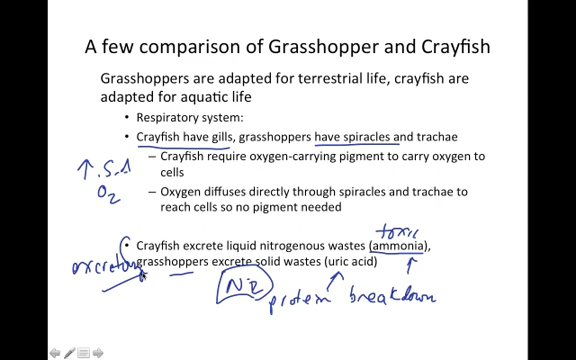 A few comparison of Grasshopper and Crayfish
Grasshoppers are adapted for terrestrial life, crayfish are
adapted for aquatic life
• Respiratory system:
• Crayfish have gills, grasshoppers have spiracles and trachae
– Crayfish require oxygen-carrying pigment to carry oxygen to
cells
↑ S.A
O2
– Oxygen diffuses directly through spiracles and trachae to
reach cells so no pigment needed
toxic
• Crayfish excrete liquid nitrogenous wastes (ammonia),
grasshoppers excrete solid wastes (uric acid)
excretory
protein breakdown